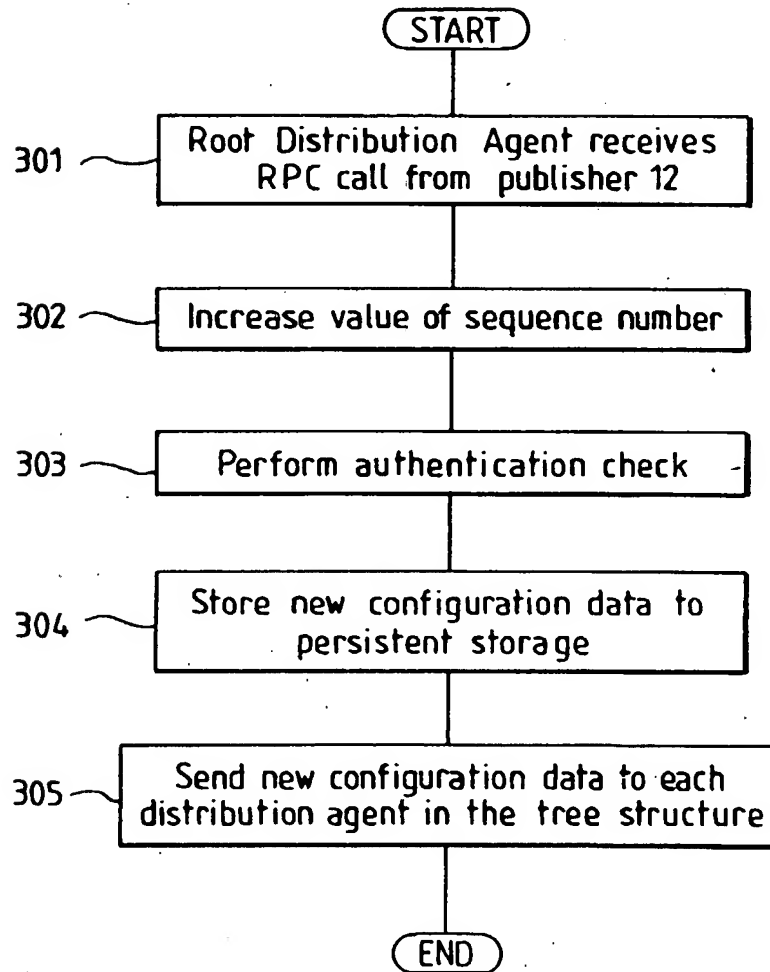 START
301
Root Distribution Agent receives
RPC call from publisher 12
302
Increase value of sequence number
303
Perform authentication check
304
Store new configuration data to
persistent storage
305
Send new configuration data to each
distribution agent in the tree structure
END